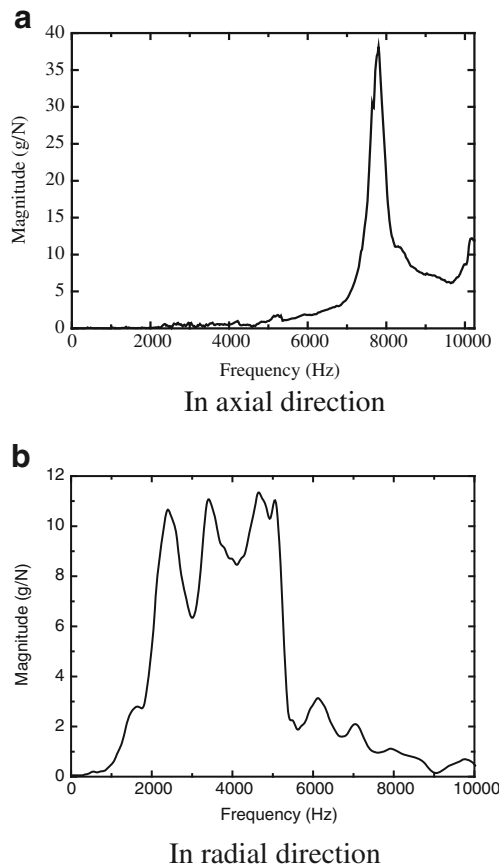 a
40
35
30
25
20
15
10
5
0
Magnitude (g/N)
0 2000 4000 6000 8000 10000
Frequency (Hz)
In axial direction
b
12
10
8
6
4
2
0
Magnitude (g/N)
0 2000 4000 6000 8000 10000
Frequency (Hz)
In radial direction